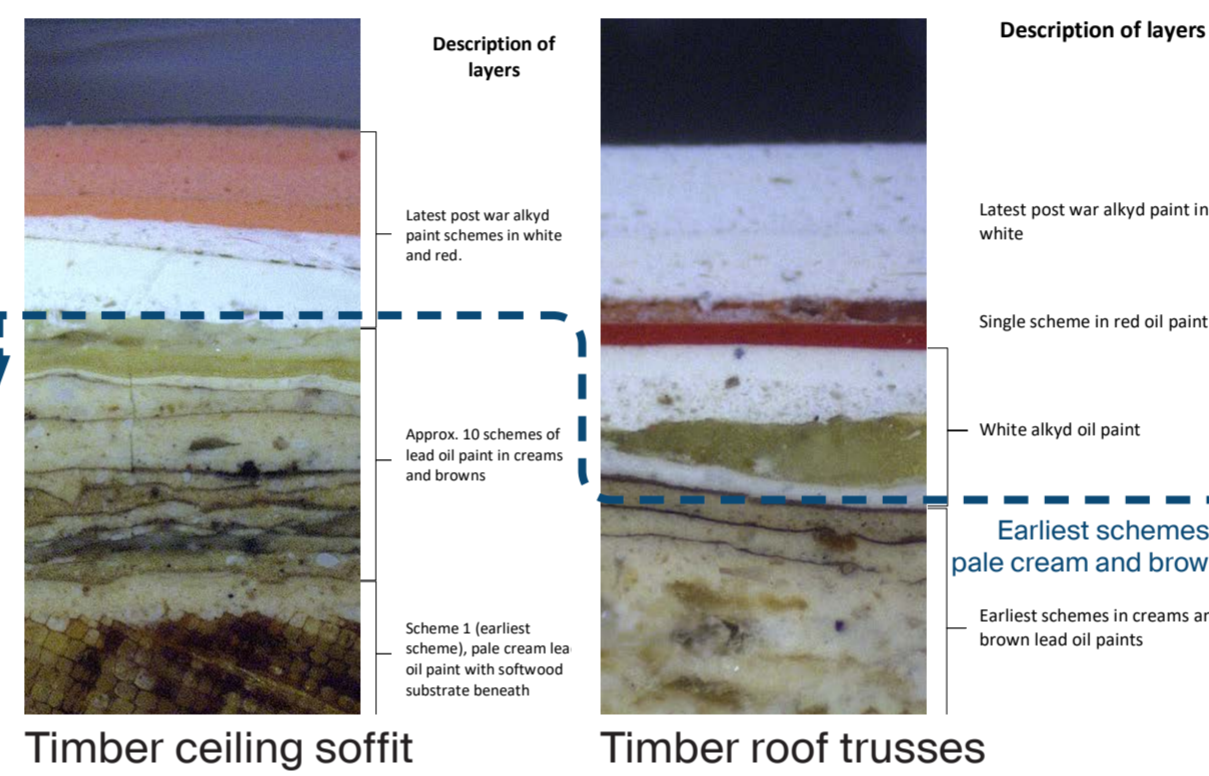 Description of
layers
Latest post war alkyd
paint schemes in white
and red.
Approx. 10 schemes of
lead oil paint in creams
and browns
Scheme 1 (earliest
scheme), pale cream lea
oil paint with softwood
substrate beneath
Timber ceiling soffit
Description of layers
Latest post war alkyd paint in
white
Single scheme in red oil paint
White alkyd oil paint
Earliest schemes
pale cream and brow
Earliest schemes in creams ar
brown lead oil paints
Timber roof trusses